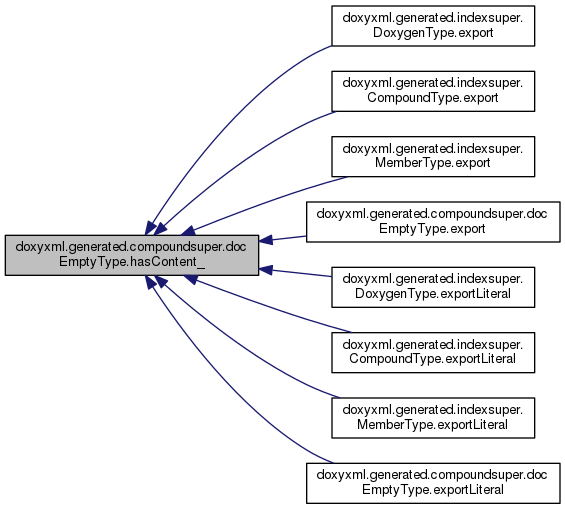 doxyxml.generated.indexsuper.
DoxygenType.export
doxyxml.generated.indexsuper.
CompoundType.export
doxyxml.generated.indexsuper.
MemberType.export
doxyxml.generated.compoundsuper.doc
EmptyType.export
doxyxml.generated.compoundsuper.doc
EmptyType.hasContent_
doxyxml.generated.indexsuper.
DoxygenType.exportLiteral
doxyxml.generated.indexsuper.
CompoundType.exportLiteral
doxyxml.generated.indexsuper.
MemberType.exportLiteral
doxyxml.generated.compoundsuper.doc
EmptyType.exportLiteral